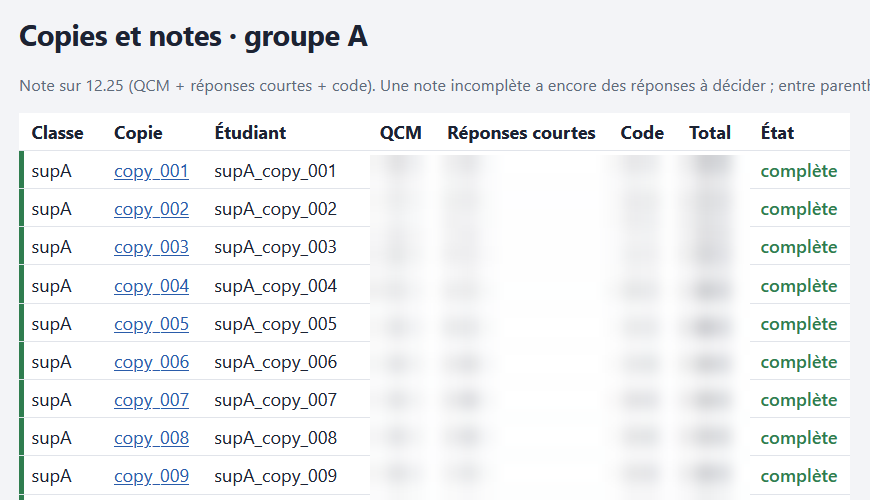 Copies et notes · groupe A
Note sur 12.25 (QCM + réponses courtes + code). Une note incomplète a encore des réponses à décider ; entre
Classe Copie Étudiant QCM Réponses courtes Code Total État
supA copy_001 supA_copy_001 complète
supA copy_002 supA_copy_002 complète
supA copy_003 supA_copy_003 complète
supA copy_004 supA_copy_004 complète
supA copy_005 supA_copy_005 complète
supA copy_006 supA_copy_006 complète
supA copy_007 supA_copy_007 complète
supA copy_008 supA_copy_008 complète
supA copy_009 supA_copy_009 complète